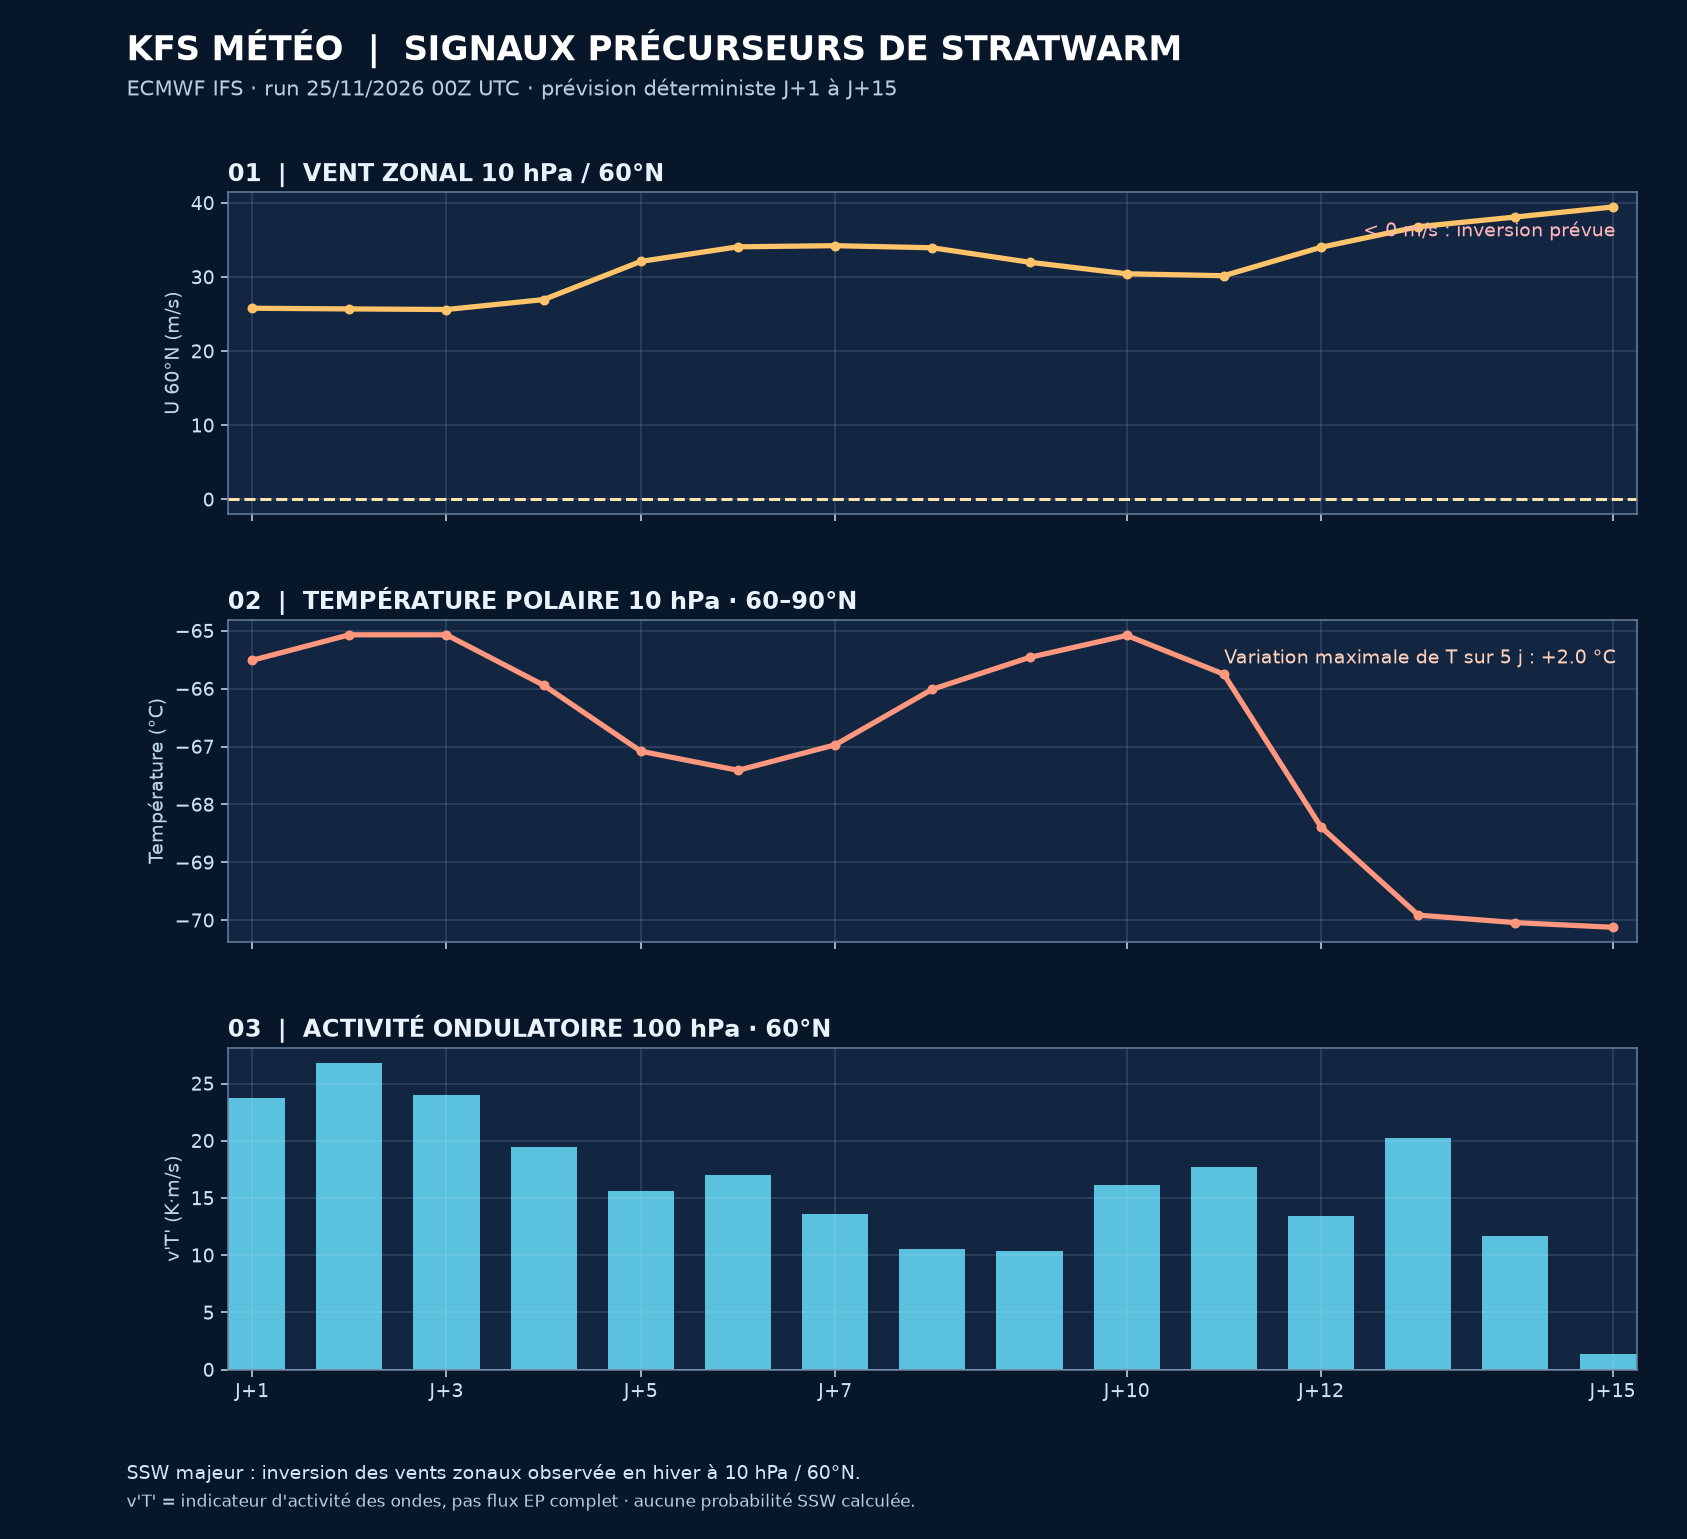 KFS MÉTÉO | SIGNAUX PRÉCURSEURS DE STRATWARM
ECMWF IFS · run 25/11/2026 00Z UTC · prévision déterministe J+1 à J+15
01 | VENT ZONAL 10 hPa / 60°N
U 60°N (m/s)
40
30
20
10
0
< 0 m/s : inversion prévue
02 | TEMPÉRATURE POLAIRE 10 hPa · 60–90°N
Température (°C)
−65
−66
−67
−68
−69
−70
Variation maximale de T sur 5 j : +2.0 °C
03 | ACTIVITÉ ONDULATOIRE 100 hPa · 60°N
v'T' (K·m/s)
25
20
15
10
5
0
J+1 J+3 J+5 J+7 J+10 J+12 J+15
SSW majeur : inversion des vents zonaux observée en hiver à 10 hPa / 60°N.
v'T' = indicateur d'activité des ondes, pas flux EP complet · aucune probabilité SSW calculée.